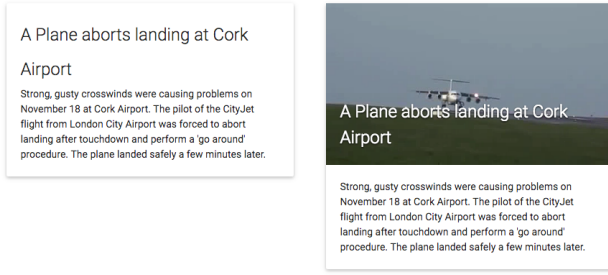 A Plane aborts landing at Cork
Airport
Strong, gusty crosswinds were causing problems on
November 18 at Cork Airport. The pilot of the CityJet
flight from London City Airport was forced to abort
landing after touchdown and perform a 'go around'
procedure. The plane landed safely a few minutes later.
A Plane aborts landing at Cork
Airport
Strong, gusty crosswinds were causing problems on
November 18 at Cork Airport. The pilot of the CityJet
flight from London City Airport was forced to abort
landing after touchdown and perform a 'go around'
procedure. The plane landed safely a few minutes later.